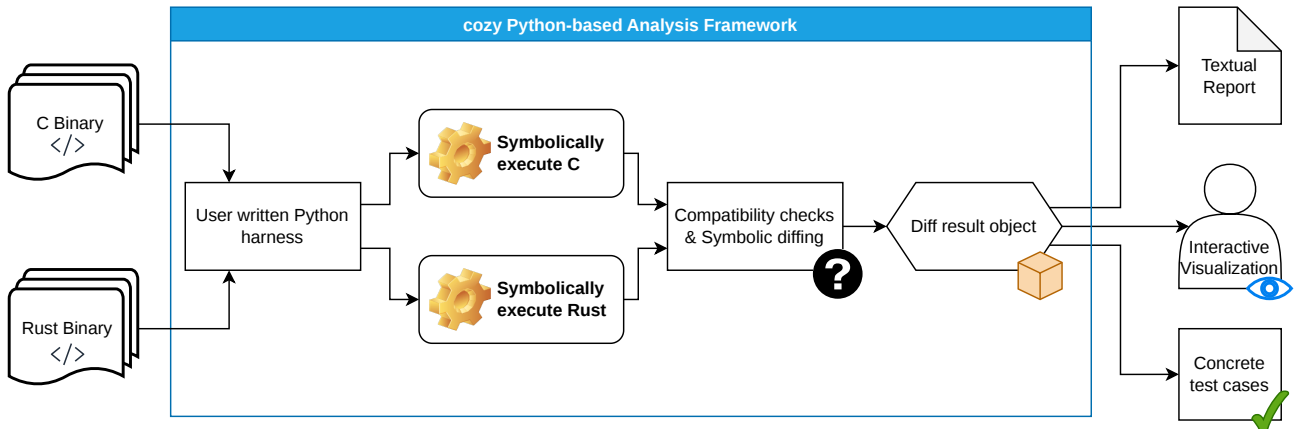 cozy Python-based Analysis Framework
C Binary
</>
Rust Binary
</>
User written Python
harness
Symbolically
execute C
Symbolically
execute Rust
Compatibility checks
& Symbolic diffing
?
Diff result object
Textual
Report
Interactive
Visualization
Concrete
test cases